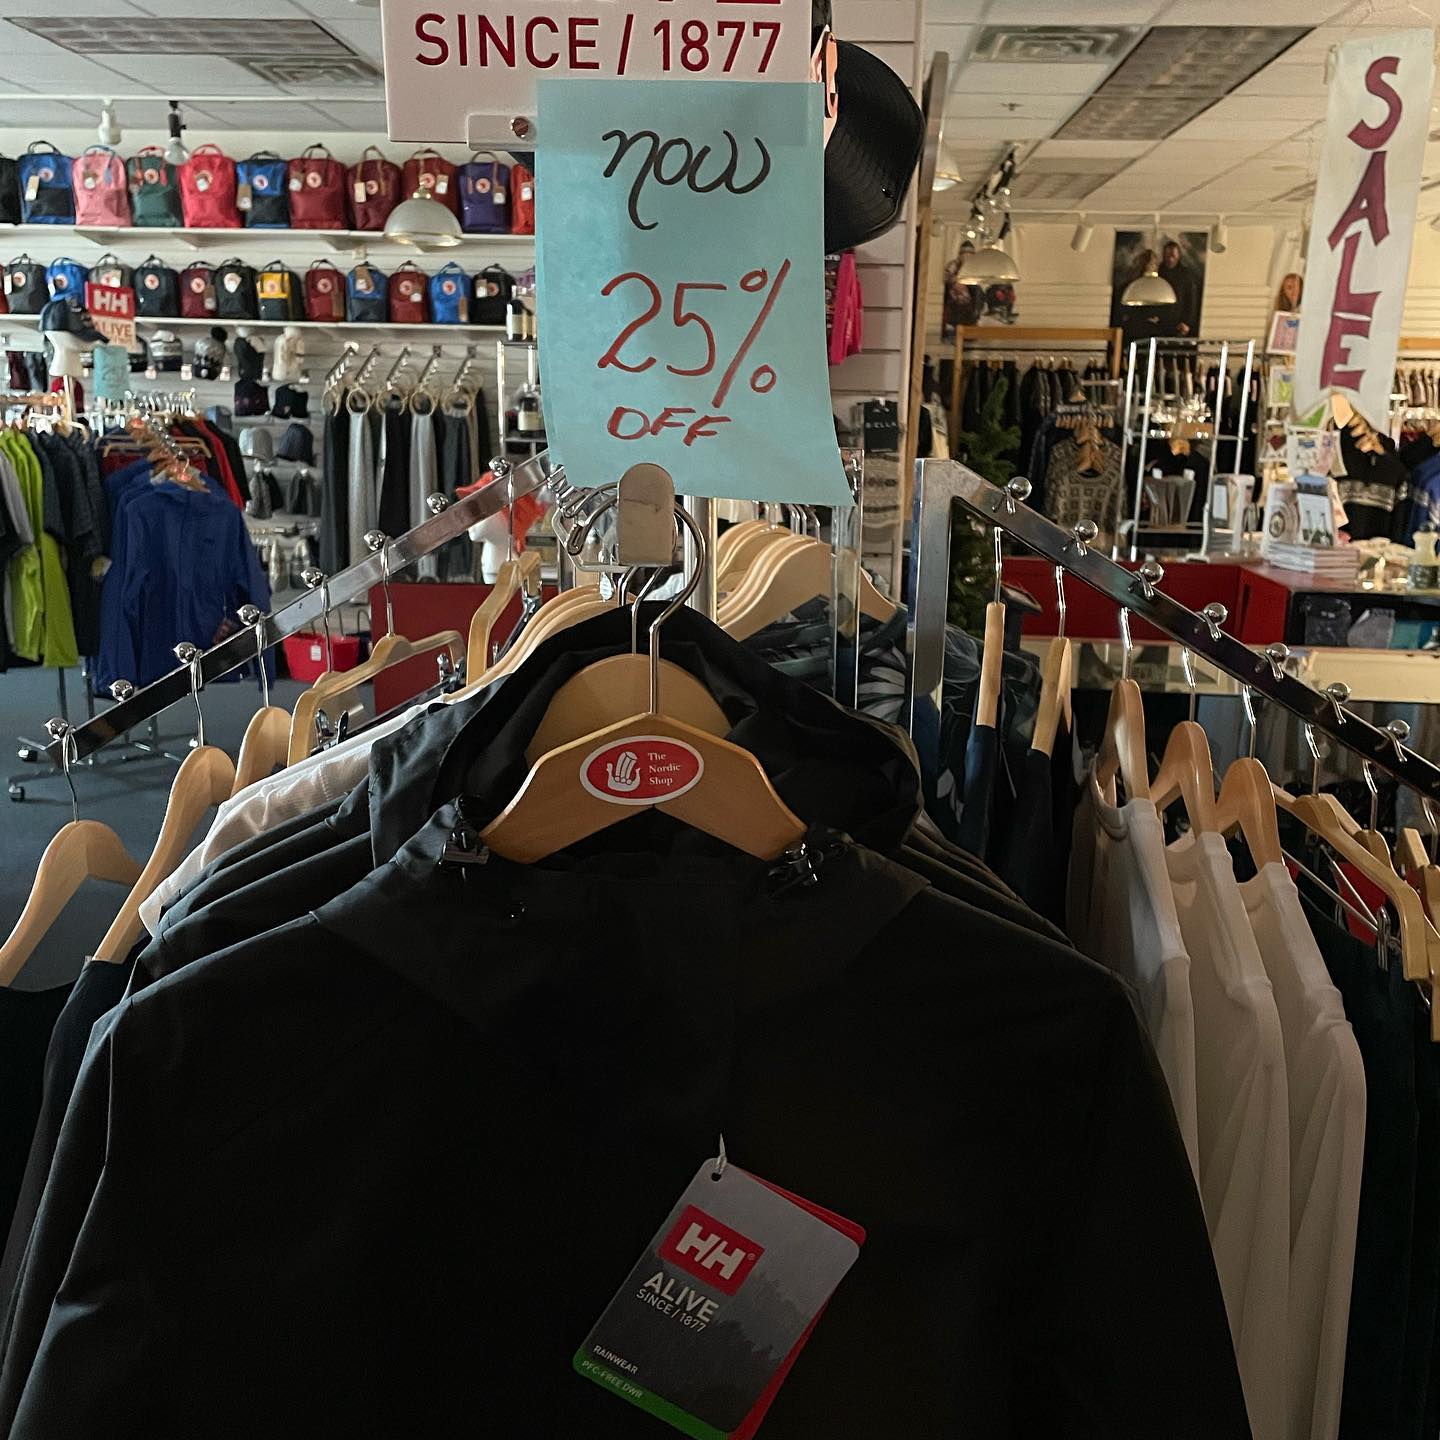 SINCE / 1877
now
25%
OFF
SALE
HH
ALIVE
The
Nordic
Shop
HH
ALIVE
SINCE / 1877
RAINWEAR
PFC-FREE DWR